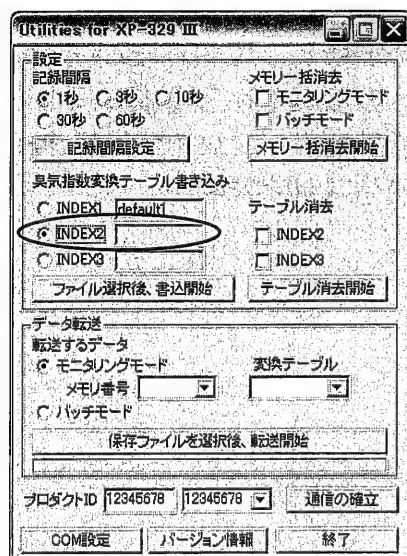 Utilities for XP-329 Ⅲ
設定
記録間隔
メモリ一括消去
1秒 3秒 10秒
モニタリングモード
30秒 60秒
バッチモード
記録間隔設定
メモリ一括消去開始
臭気指数変換テーブル書き込み
INDEX1 default1
テーブル消去
INDEX2
INDEX2
INDEX3
INDEX3
ファイル選択後、書込開始
テーブル消去開始
データ転送
転送するデータ
モニタリングモード
変換テーブル
メモリ番号
バッチモード
保存ファイルを選択後、転送開始
プロダクトID 12345678 12345678 通信の確立
COM設定 バージョン情報 終了